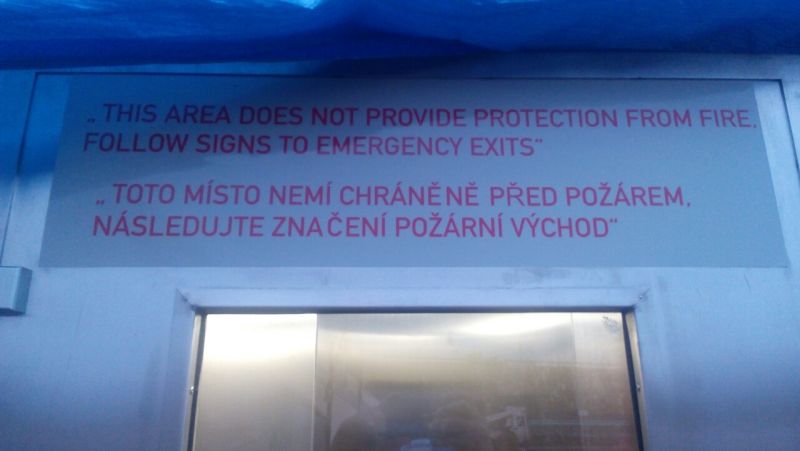 „THIS AREA DOES NOT PROVIDE PROTECTION FROM FIRE,
FOLLOW SIGNS TO EMERGENCY EXITS“
„TOTO MÍSTO NEMÍ CHRÁNĚNĚ PŘED POŽÁREM,
NÁSLEDUJTE ZNAČENÍ POŽÁRNÍ VÝCHOD“